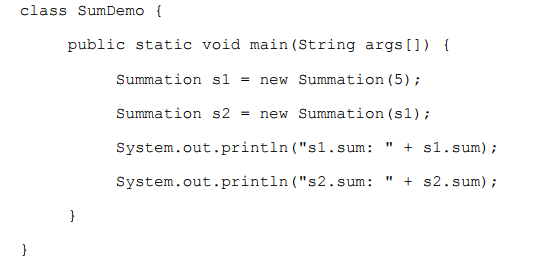 class SumDemo {
public static void main(String args[]) {
Summation s1 = new Summation(5);
Summation s2 = new Summation(s1);
System.out.println("s1.sum: " + s1.sum);
System.out.println("s2.sum: " + s2.sum);
}
}